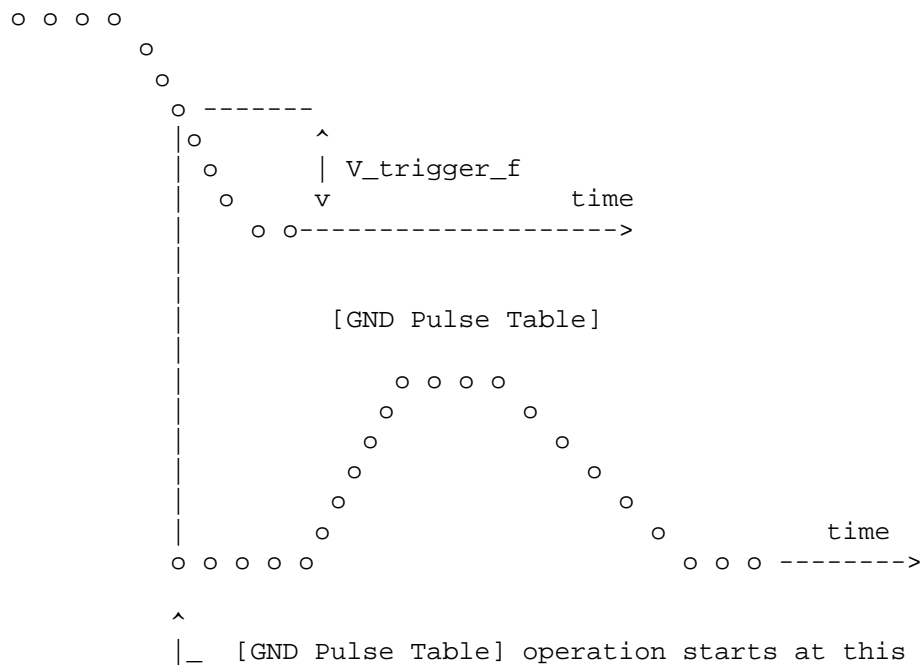 o o o o
o
o
o -------
|o ^
| o | V_trigger_f
| o v time
| o o-------------------->
|
|
| [GND Pulse Table]
|
| o o o o
| o o
| o o
| o o
| o o
| o o time
o o o o o o o o -------->
^
|_ [GND Pulse Table] operation starts at this